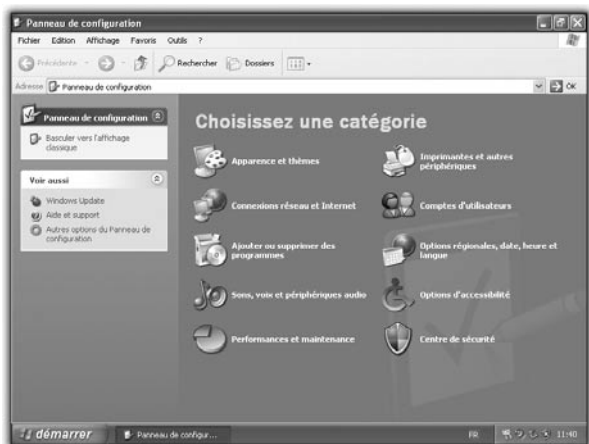 Panneau de configuration
Fichier Edition Affichage Favoris Outils ?
Précédente Rechercher Dossiers
Adresse Panneau de configuration OK
Panneau de configuration
Basculer vers l'affichage
classique
Voir aussi
Windows Update
Aide et support
Autres options du Panneau de
configuration
Choisissez une catégorie
Apparence et thèmes
Imprimantes et autres
périphériques
Connexions réseau et Internet
Comptes d'utilisateurs
Ajouter ou supprimer des
programmes
Options régionales, date, heure et
langue
Sons, voix et périphériques audio
Options d'accessibilité
Performances et maintenance
Centre de sécurité
démarrer Panneau de configur... FR 11:40